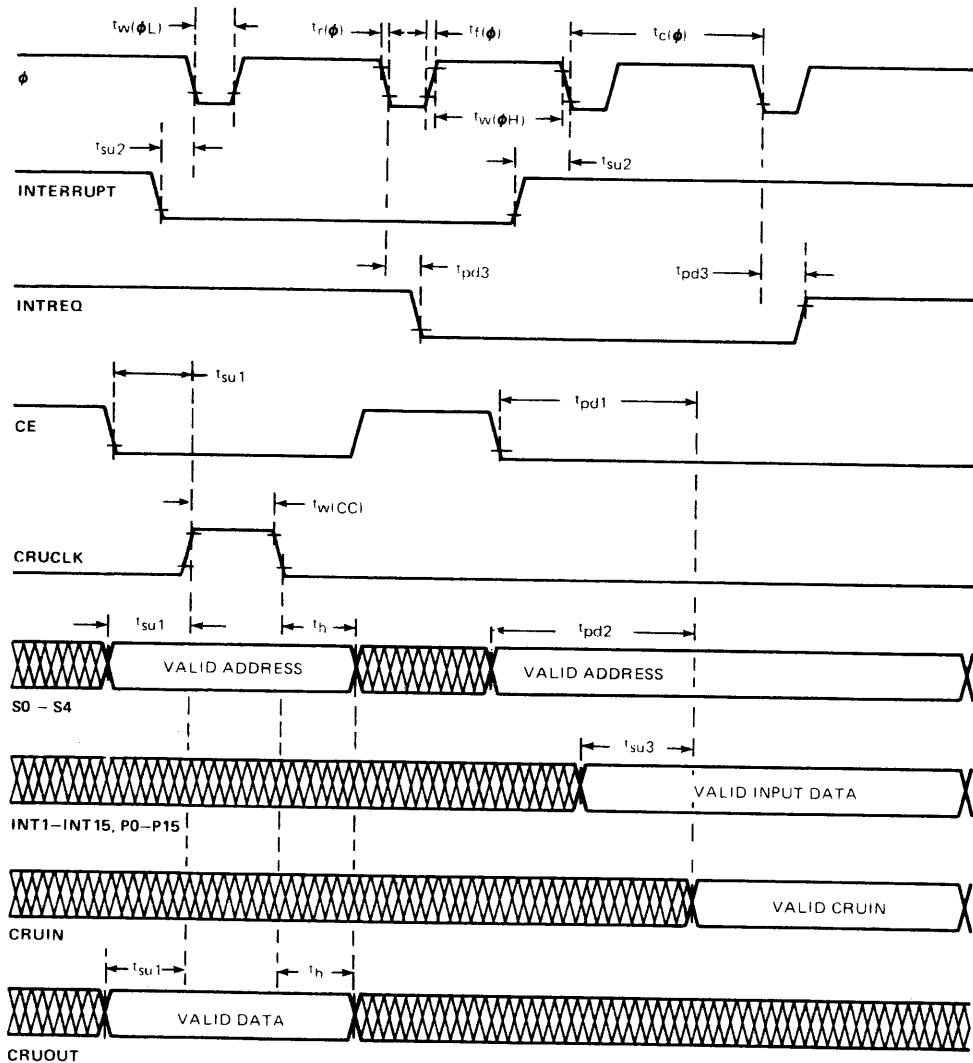 tw(ϕL)
tr(ϕ)
tf(ϕ)
tc(ϕ)
ϕ
tw(ϕH)
tsu2
tsu2
INTERRUPT
tpd3
tpd3
INTREQ
tsu1
tpd1
CE
tw(CC)
CRUCLK
tsu1
th
tpd2
VALID ADDRESS
VALID ADDRESS
S0 – S4
tsu3
VALID INPUT DATA
INT1–INT15, P0–P15
VALID CRUIN
CRUIN
tsu1
th
VALID DATA
CRUOUT